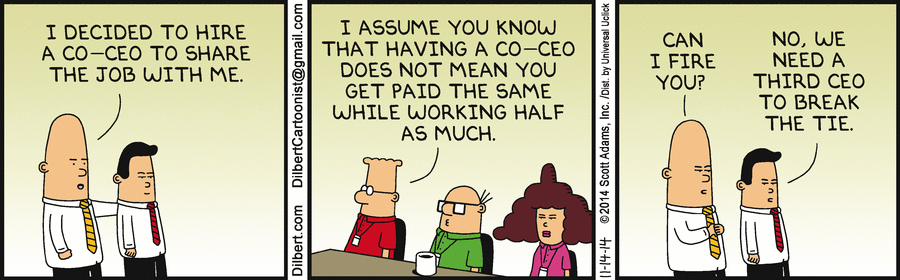 I DECIDED TO HIRE
A CO-CEO TO SHARE
THE JOB WITH ME.
Dilbert.com DilbertCartoonist@gmail.com
I ASSUME YOU KNOW
THAT HAVING A CO-CEO
DOES NOT MEAN YOU
GET PAID THE SAME
WHILE WORKING HALF
AS MUCH.
11-14-14 ©2014 Scott Adams, Inc. /Dist. by Universal Uclick
CAN
I FIRE
YOU?
NO, WE
NEED A
THIRD CEO
TO BREAK
THE TIE.